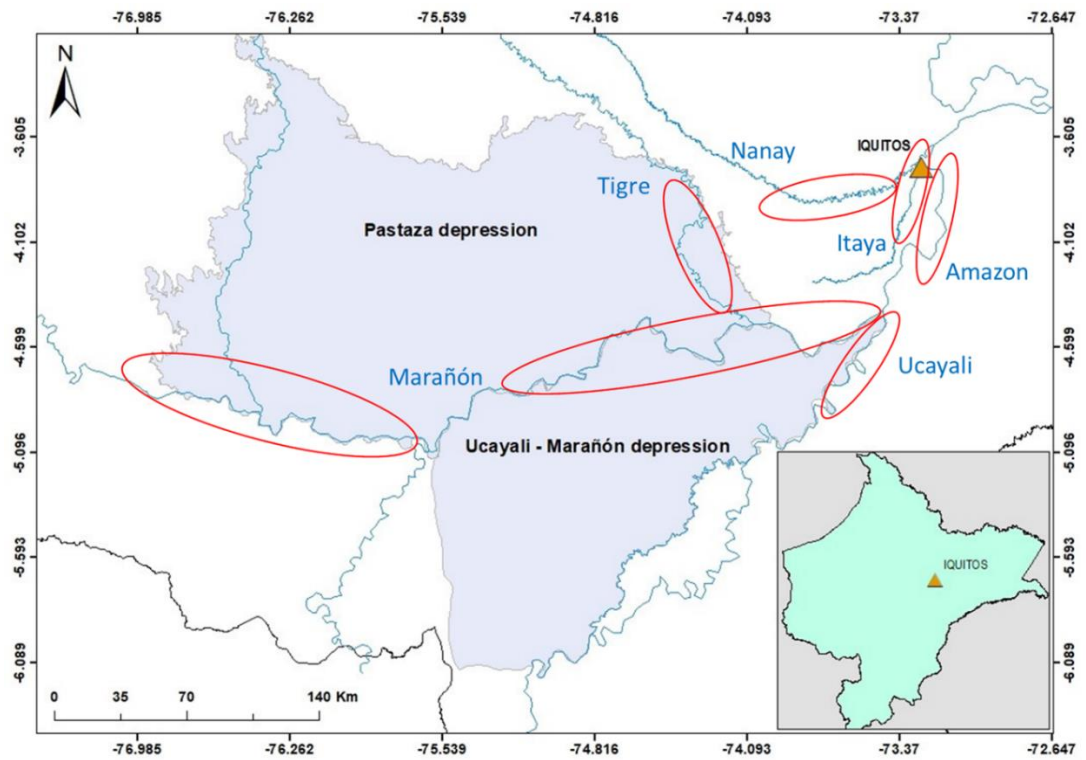 -76.985 -76.262 -75.539 -74.816 -74.093 -73.37 -72.647
N
-3.605 -3.605
IQUITOS
Nanay
Tigre
Pastaza depression
-4.102 -4.102
Itaya
Amazon
-4.599 -4.599
Ucayali
Marañón
Ucayali - Marañón depression
-5.096 -5.096
-5.593 -5.593
IQUITOS
-6.089 -6.089
0 35 70 140 Km
-76.985 -76.262 -75.539 -74.816 -74.093 -73.37 -72.647